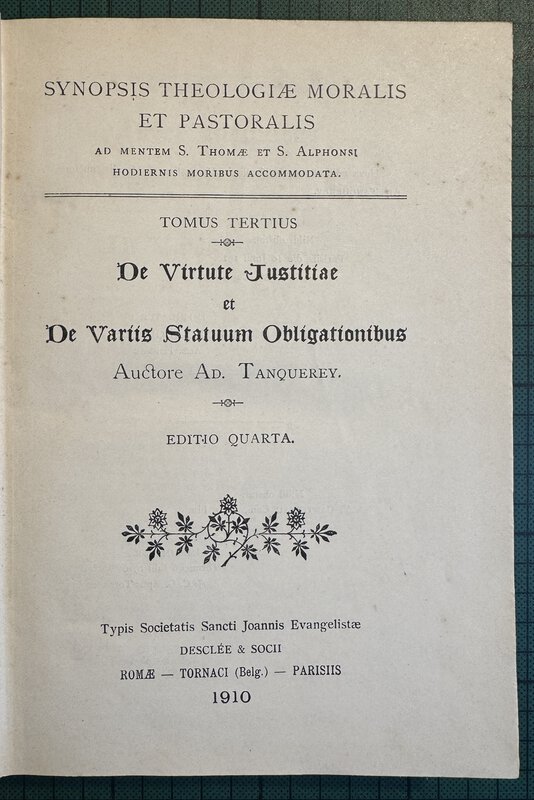 SYNOPSIS THEOLOGIÆ MORALIS
ET PASTORALIS
AD MENTEM S. THOMÆ ET S. ALPHONSI
HODIERNIS MORIBUS ACCOMMODATA.
TOMUS TERTIUS
De Virtute Justitiae
et
De Variis Statuum Obligationibus
Auctore AD. TANQUEREY.
EDITIO QUARTA.
Typis Societatis Sancti Joannis Evangelistæ
DESCLÉE & SOCII
ROMÆ — TORNACI (Belg.) — PARISIIS
1910